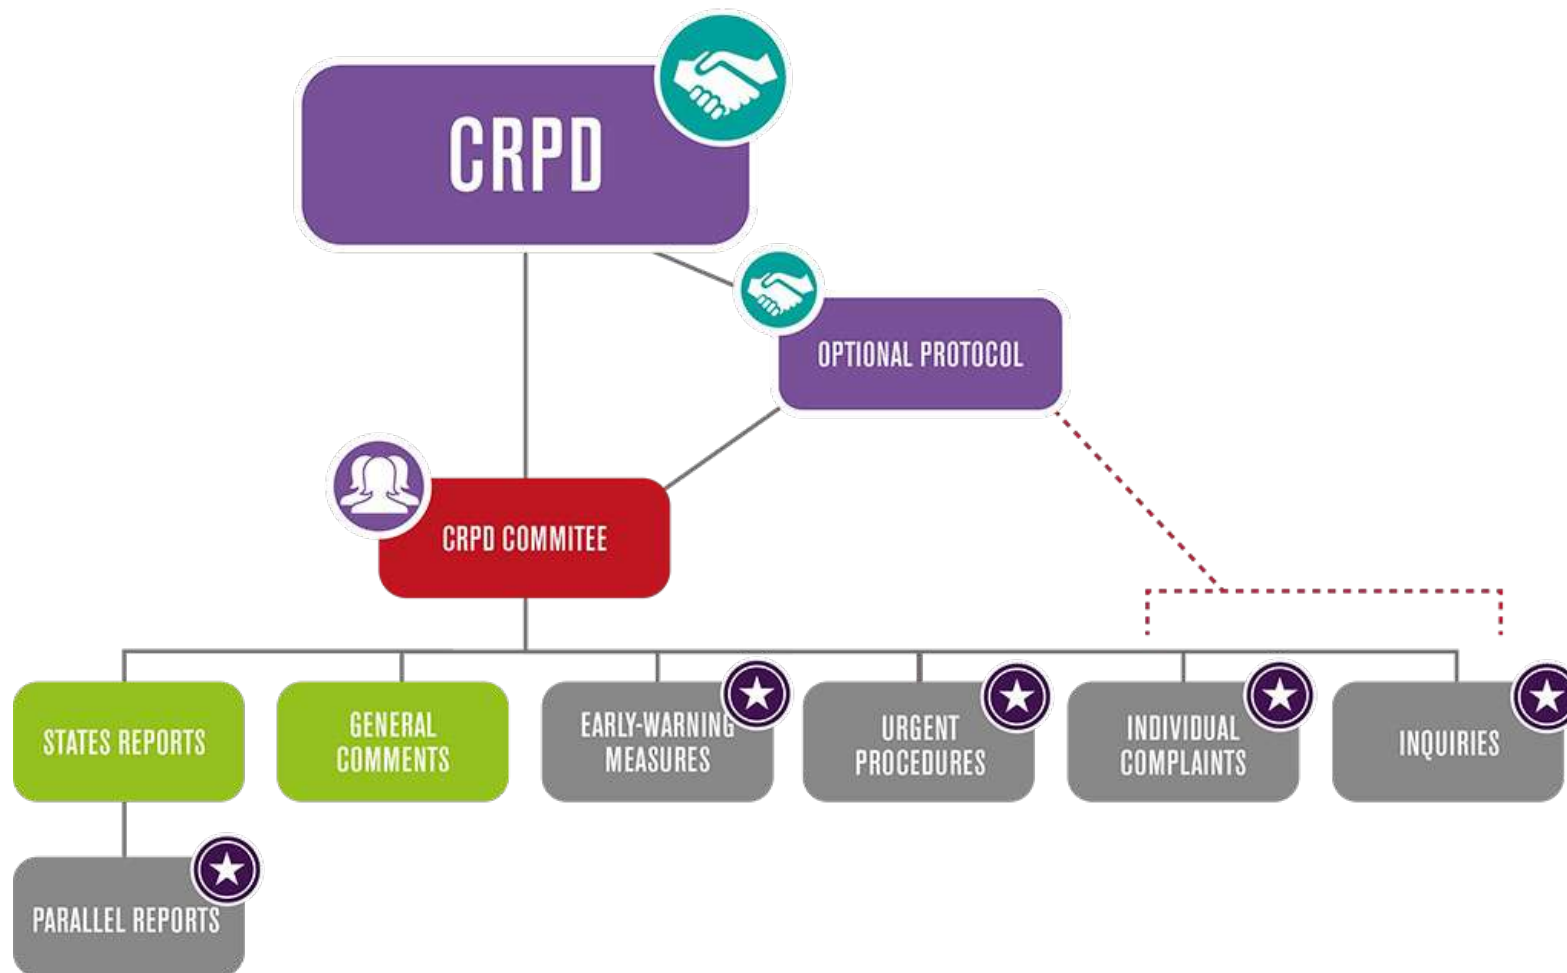 CRPD
OPTIONAL PROTOCOL
CRPD COMMITEE
STATES REPORTS
GENERAL
COMMENTS
EARLY-WARNING
MEASURES
URGENT
PROCEDURES
INDIVIDUAL
COMPLAINTS
INQUIRIES
PARALLEL REPORTS